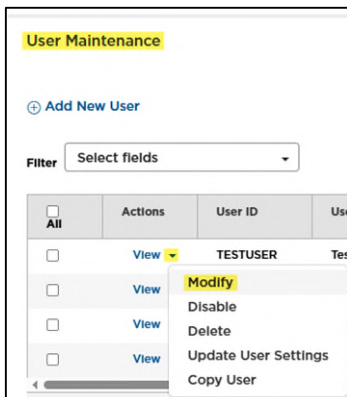 User Maintenance
Add New User
Filter Select fields
All Actions User ID
View TESTUSER
View Modify
Disable
View Delete
Update User Settings
View Copy User